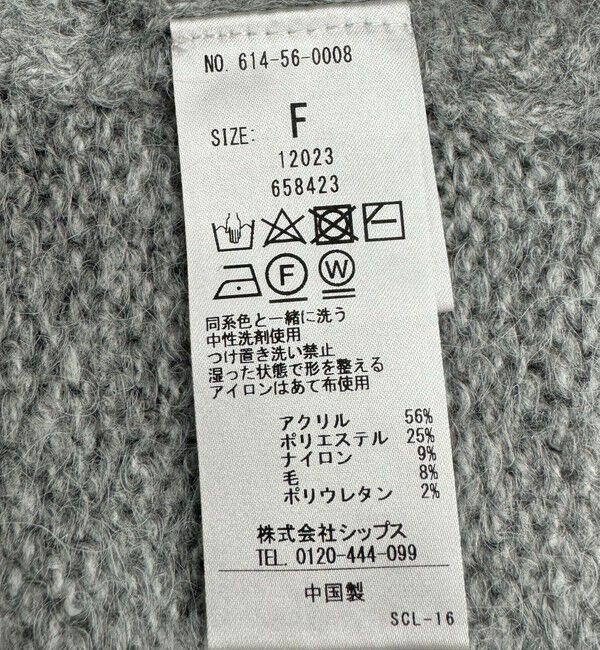 NO. 614-56-0008
SIZE: F
12023
658423
F W
同系色と一緒に洗う
中性洗剤使用
つけ置き洗い禁止
湿った状態で形を整える
アイロンはあて布使用
アクリル 56%
ポリエステル 25%
ナイロン 9%
毛 8%
ポリウレタン 2%
株式会社シップス
TEL. 0120-444-099
中国製
SCL-16